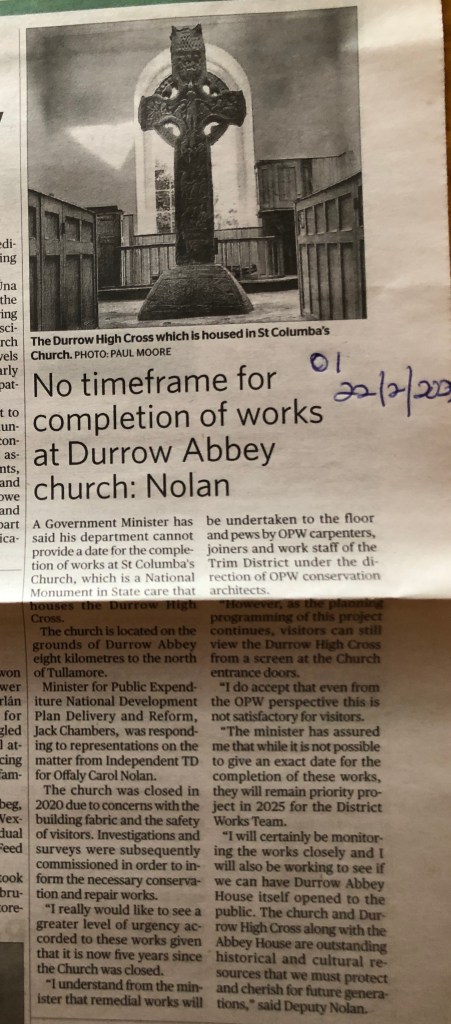 The Durrow High Cross which is housed in St Columba's
Church. PHOTO: PAUL MOORE
No timeframe for
completion of works
at Durrow Abbey
church: Nolan
01
22/2/202
A Government Minister has
said his department cannot
provide a date for the comple-
tion of works at St Columba's
Church, which is a National
Monument in State care that
houses the Durrow High
Cross.
The church is located on the
grounds of Durrow Abbey
eight kilometres to the north
of Tullamore.
Minister for Public Expend-
iture National Development
Plan Delivery and Reform,
Jack Chambers, was respond-
ing to representations on the
matter from Independent TD
for Offaly Carol Nolan.
The church was closed in
2020 due to concerns with the
building fabric and the safety
of visitors. Investigations and
surveys were subsequently
commissioned in order to in-
form the necessary conserva-
tion and repair works.
"I really would like to see a
greater level of urgency ac-
corded to these works given
that it is now five years since
the Church was closed.
"I understand from the min-
ister that remedial works will
be undertaken to the floor
and pews by OPW carpenters,
joiners and work staff of the
Trim District under the di-
rection of OPW conservation
architects.
"However, as the planning
programming of this project
continues, visitors can still
view the Durrow High Cross
from a screen at the Church
entrance doors.
"I do accept that even from
the OPW perspective this is
not satisfactory for visitors.
"The minister has assured
me that while it is not possible
to give an exact date for the
completion of these works,
they will remain priority pro-
ject in 2025 for the District
Works Team.
"I will certainly be monitor-
ing the works closely and I
will also be working to see if
we can have Durrow Abbey
House itself opened to the
public. The church and Dur-
row High Cross along with the
Abbey House are outstanding
historical and cultural re-
sources that we must protect
and cherish for future genera-
tions," said Deputy Nolan.